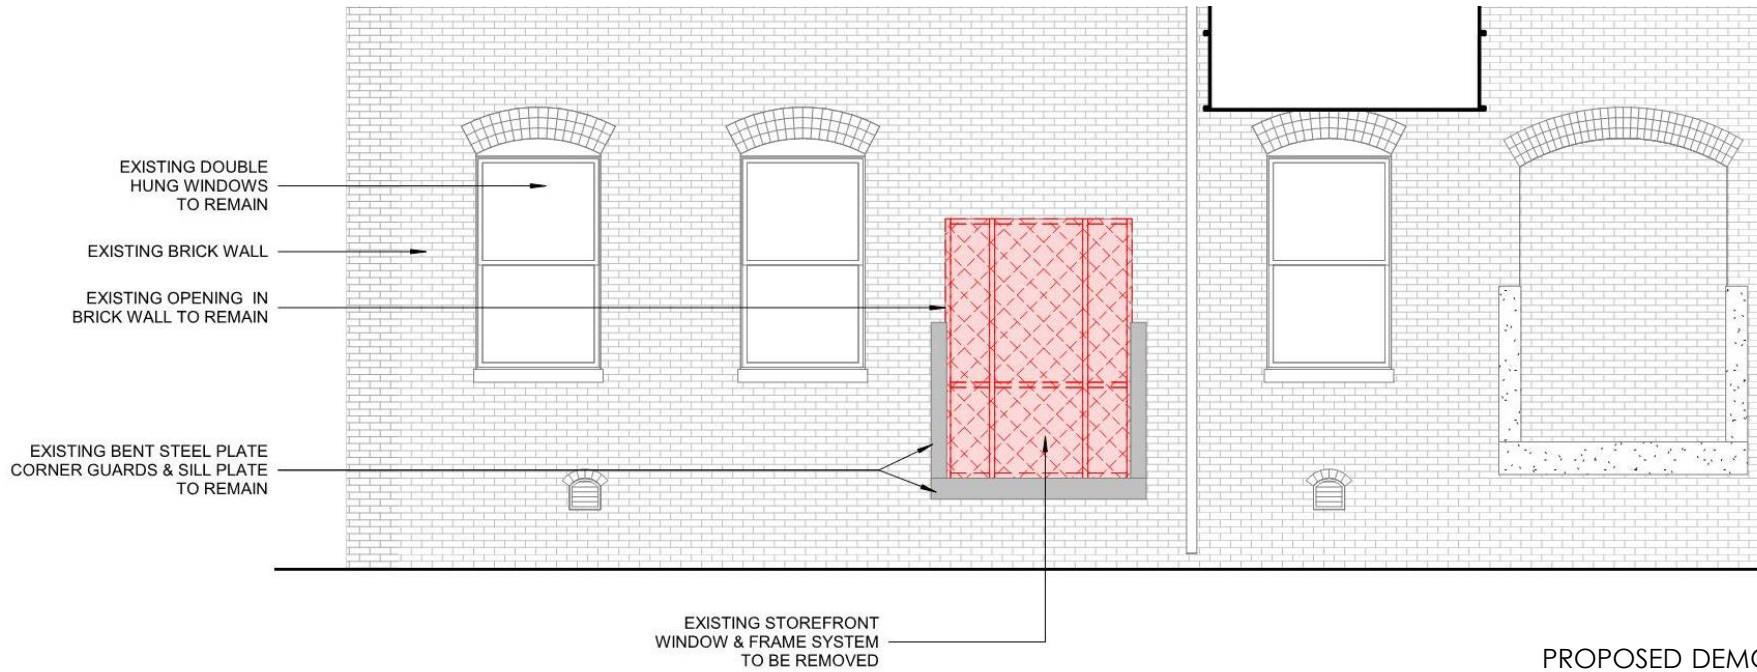 EXISTING DOUBLE
HUNG WINDOWS
TO REMAIN
EXISTING BRICK WALL
EXISTING OPENING IN
BRICK WALL TO REMAIN
EXISTING BENT STEEL PLATE
CORNER GUARDS & SILL PLATE
TO REMAIN
EXISTING STOREFRONT
WINDOW & FRAME SYSTEM
TO BE REMOVED
PROPOSED DEMO